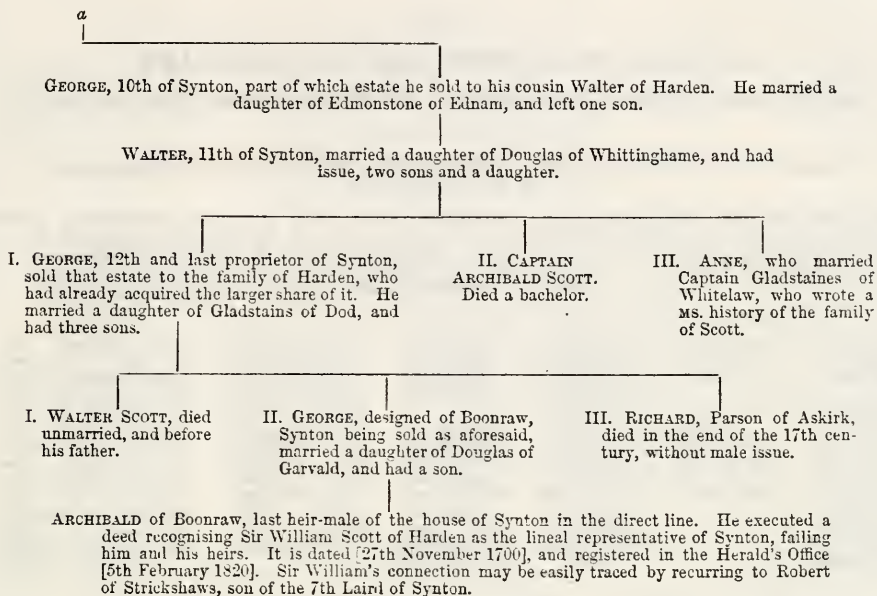 a
GEORGE, 10th of Synton, part of which estate he sold to his cousin Walter of Harden. He married a
daughter of Edmonstone of Ednam, and left one son.
WALTER, 11th of Synton, married a daughter of Douglas of Whittinghame, and had
issue, two sons and a daughter.
I. GEORGE, 12th and last proprietor of Synton,
sold that estate to the family of Harden, who
had already acquired the larger share of it. He
married a daughter of Gladstains of Dod, and
had three sons.
II. CAPTAIN
ARCHIBALD SCOTT.
Died a bachelor.
III. ANNE, who married
Captain Gladstaines of
Whitelaw, who wrote a
MS. history of the family
of Scott.
I. WALTER SCOTT, died
unmarried, and before
his father.
II. GEORGE, designed of Boonraw,
Synton being sold as aforesaid,
married a daughter of Douglas of
Garvald, and had a son.
III. RICHARD, Parson of Askirk,
died in the end of the 17th cen-
tury, without male issue.
ARCHIBALD of Boonraw, last heir-male of the house of Synton in the direct line. He executed a
deed recognising Sir William Scott of Harden as the lineal representative of Synton, failing
him and his heirs. It is dated [27th November 1700], and registered in the Herald's Office
[5th February 1820]. Sir William's connection may be easily traced by recurring to Robert
of Strickshaws, son of the 7th Laird of Synton.